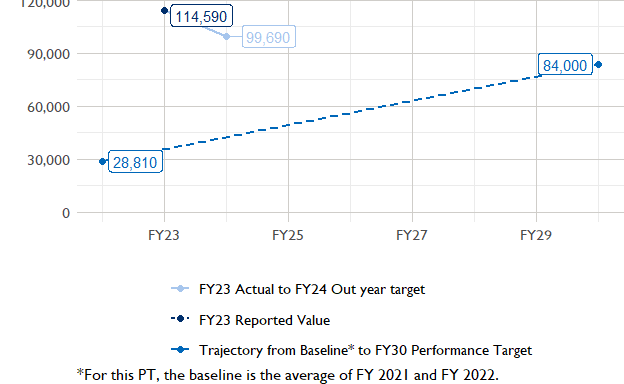 120,000
114,590
99,690
90,000
84,000
60,000
30,000
28,810
0
FY23 FY25 FY27 FY29
FY23 Actual to FY24 Out year target
FY23 Reported Value
Trajectory from Baseline* to FY30 Performance Target
*For this PT, the baseline is the average of FY 2021 and FY 2022.